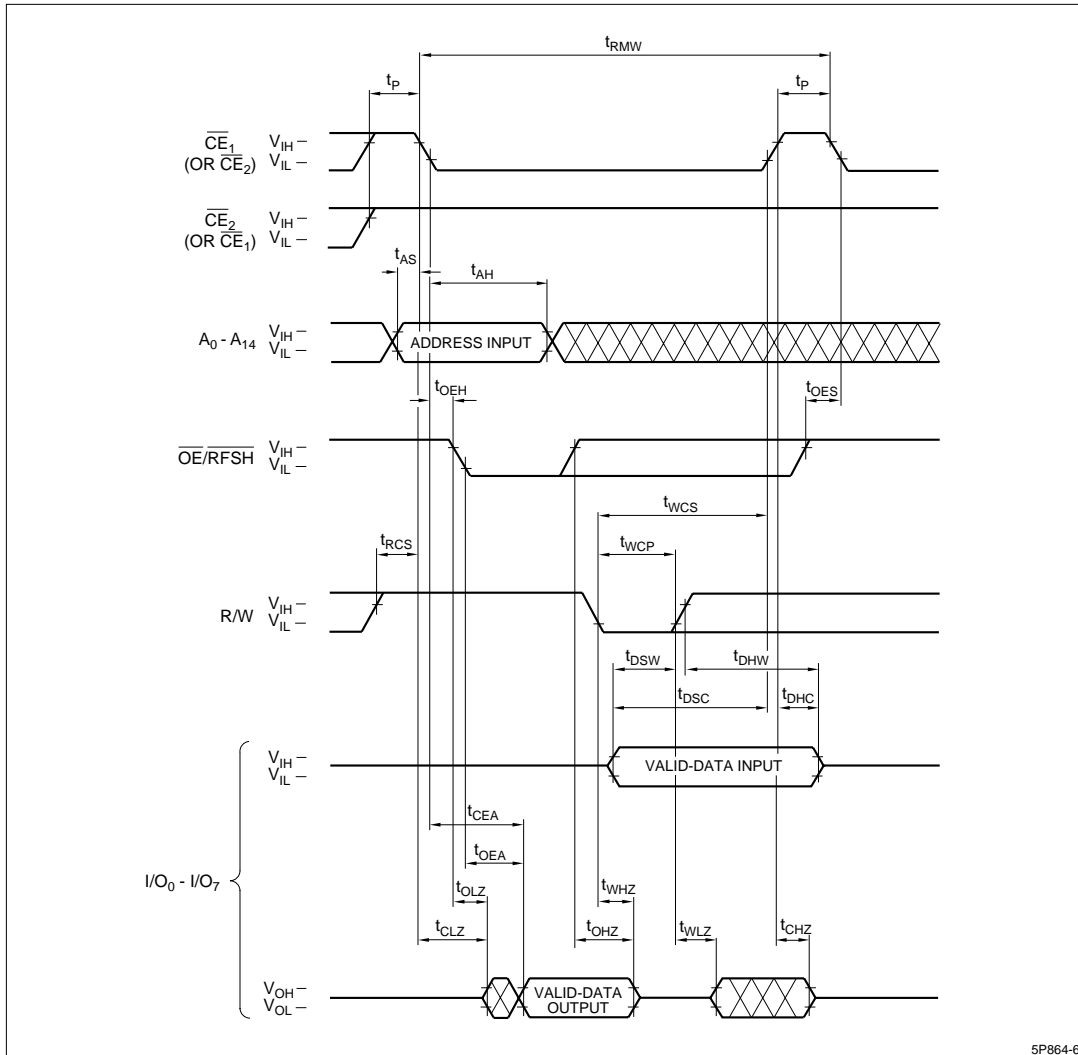 tRMW
tP tP
CE1 VIH
(OR CE2) VIL
CE2 VIH
(OR CE1) VIL
tAS tAH
A0 - A14 VIH
VIL
ADDRESS INPUT
tOEH tOES
OE/RFSH VIH
VIL
tWCS
tRCS tWCP
R/W VIH
VIL
tDSW tDHW
tDSC tDHC
VIH
VIL
VALID-DATA INPUT
tCEA
tOEA
I/O0 - I/O7
tOLZ tWHZ
tCLZ tOHZ tWLZ tCHZ
VOH
VOL
VALID-DATA
OUTPUT
5P864-6